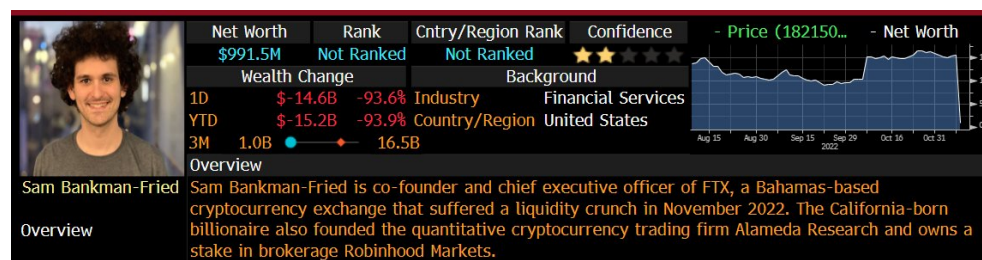 Net Worth Rank Cntry/Region Rank Confidence
$991.5M Not Ranked Not Ranked
Wealth Change Background
1D $-14.6B -93.6% Industry Financial Services
YTD $-15.2B -93.9% Country/Region United States
3M 1.0B 16.5B
- Price (182150... - Net Worth
Aug 15 Aug 30 Sep 15 Sep 29 Oct 16 Oct 31
2022
Overview
Sam Bankman-Fried
Overview
Sam Bankman-Fried is co-founder and chief executive officer of FTX, a Bahamas-based
cryptocurrency exchange that suffered a liquidity crunch in November 2022. The California-born
billionaire also founded the quantitative cryptocurrency trading firm Alameda Research and owns a
stake in brokerage Robinhood Markets.